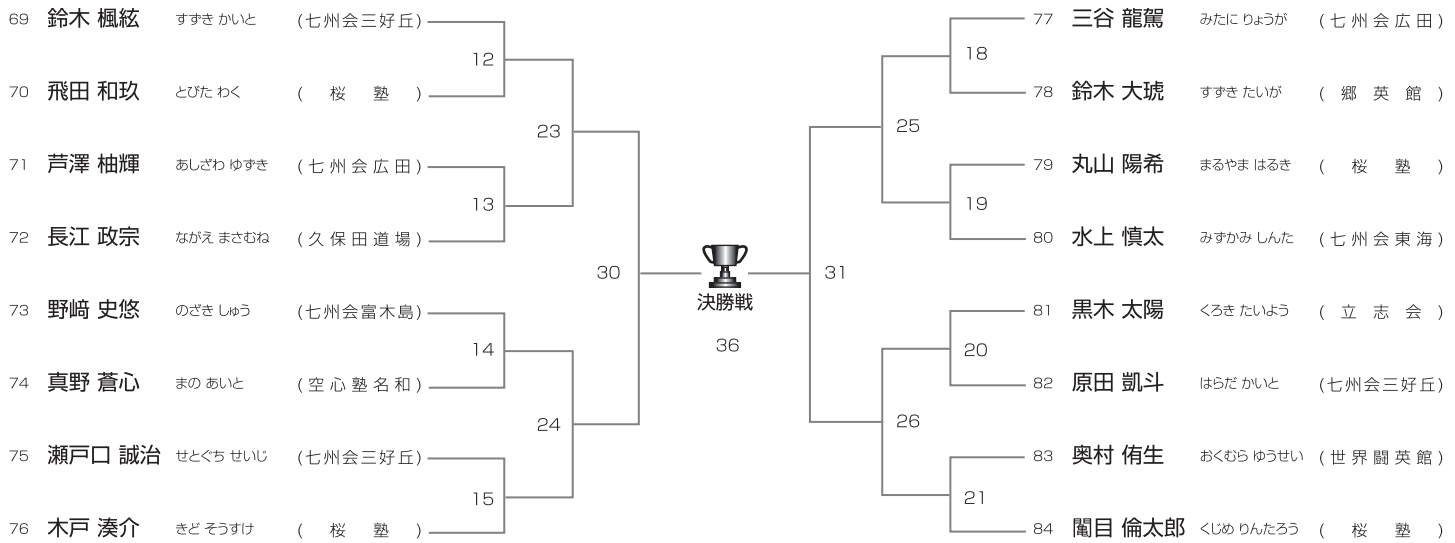 69 鈴木 楓絃 すずき かいと (七州会三好丘)
12
70 飛田 和玖 とびた わく (桜塾)
23
71 芦澤 柚輝 あしざわ ゆずき (七州会広田)
13
72 長江 政宗 ながえ まさむね (久保田道場)
30
73 野﨑 史悠 のざき しゅう (七州会富木島)
14
74 真野 蒼心 まの あいと (空心塾名和)
24
75 瀬戸口 誠治 せとぐち せいじ (七州会三好丘)
15
76 木戸 湊介 きど そうすけ (桜塾)
決勝戦
36
77 三谷 龍駕 みたに りょうが (七州会広田)
18
78 鈴木 大琥 すずき たいが (郷英館)
25
79 丸山 陽希 まるやま はるき (桜塾)
19
80 水上 慎太 みずかみ しんた (七州会東海)
31
81 黒木 太陽 くろき たいよう (立志会)
20
82 原田 凱斗 はらだ かいと (七州会三好丘)
26
83 奥村 侑生 おくむら ゆうせい (世界闘英館)
21
84 䦰目 倫太郎 くじめ りんたろう (桜塾)